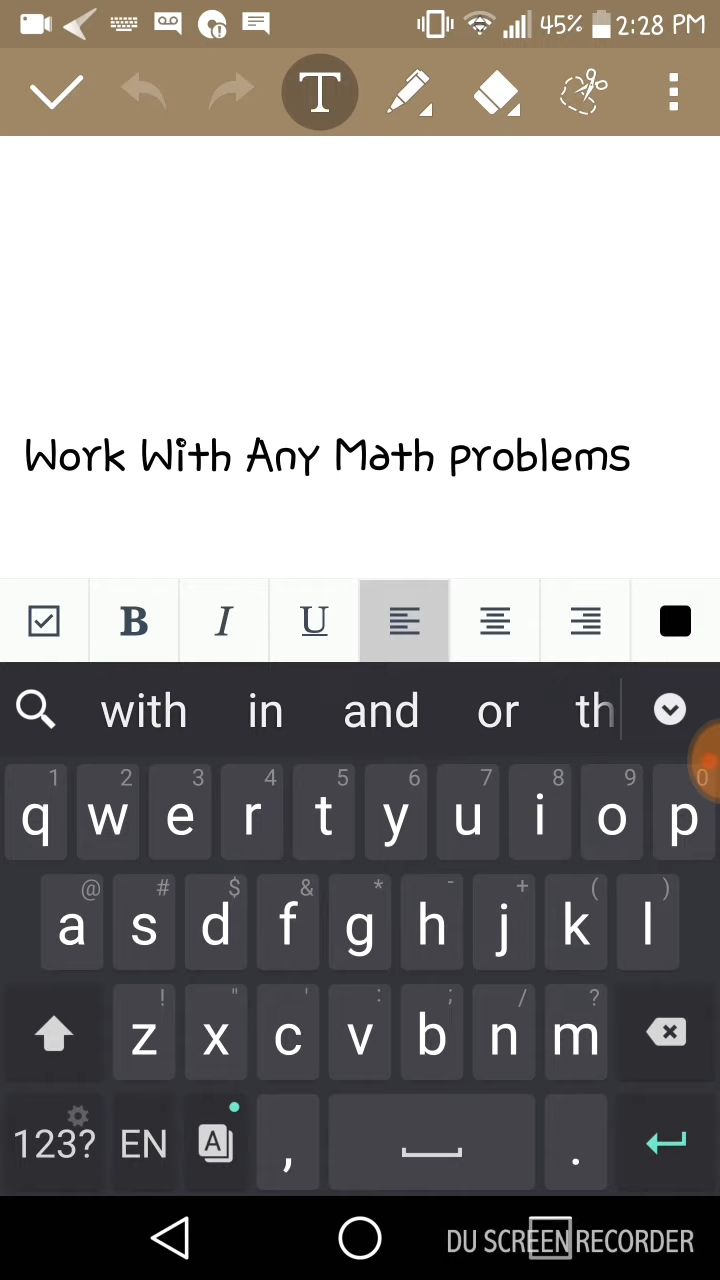 45% 2:28 PM
T
Work With Any Math problems
B I U
with in and or th
1 2 3 4 5 6 7 8 9 0
q w e r t y u i o p
@ # $ & * - + ( )
a s d f g h j k l
! " ' : ; / ?
z x c v b n m
123? EN A , .
DU SCREEN RECORDER